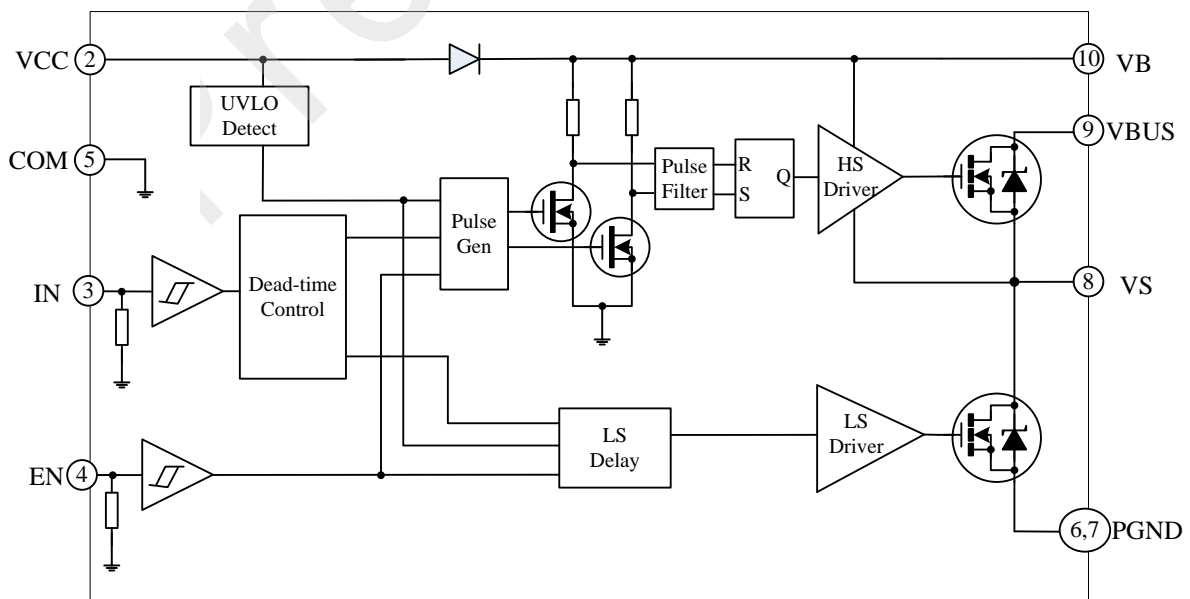 VCC 2
UVLO
Detect
10 VB
9 VBUS
COM 5
Pulse
Filter
R
S
Q
HS
Driver
Pulse
Gen
IN 3
Dead-time
Control
8 VS
EN 4
LS
Delay
LS
Driver
6,7 PGND